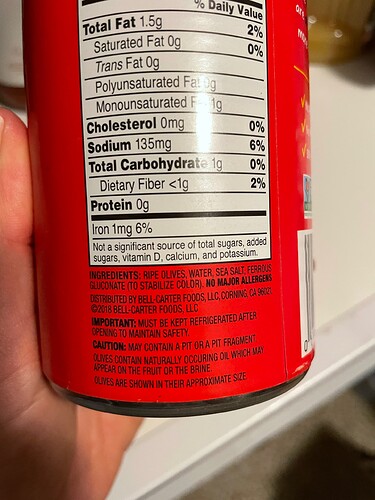 % Daily Value
Total Fat 1.5g 2%
Saturated Fat 0g 0%
Trans Fat 0g
Polyunsaturated Fat 0g
Monounsaturated 1g
Cholesterol 0mg 0%
Sodium 135mg 6%
Total Carbohydrate 1g 0%
Dietary Fiber <1g 2%
Protein 0g
Iron 1mg 6%
Not a significant source of total sugars, added
sugars, vitamin D, calcium, and potassium.
INGREDIENTS: RIPE OLIVES, WATER, SEA SALT, FERROUS
GLUCONATE (TO STABILIZE COLOR). NO MAJOR ALLERGENS
DISTRIBUTED BY BELL-CARTER FOODS, LLC, CORNING, CA 96021
©2018 BELL-CARTER FOODS, LLC.
IMPORTANT: MUST BE KEPT REFRIGERATED AFTER
OPENING TO MAINTAIN SAFETY.
CAUTION: MAY CONTAIN A PIT OR A PIT FRAGMENT
OLIVES CONTAIN NATURALLY OCCURING OIL WHICH MAY
APPEAR ON THE FRUIT OR THE BRINE.
OLIVES ARE SHOWN IN THEIR APPROXIMATE SIZE.